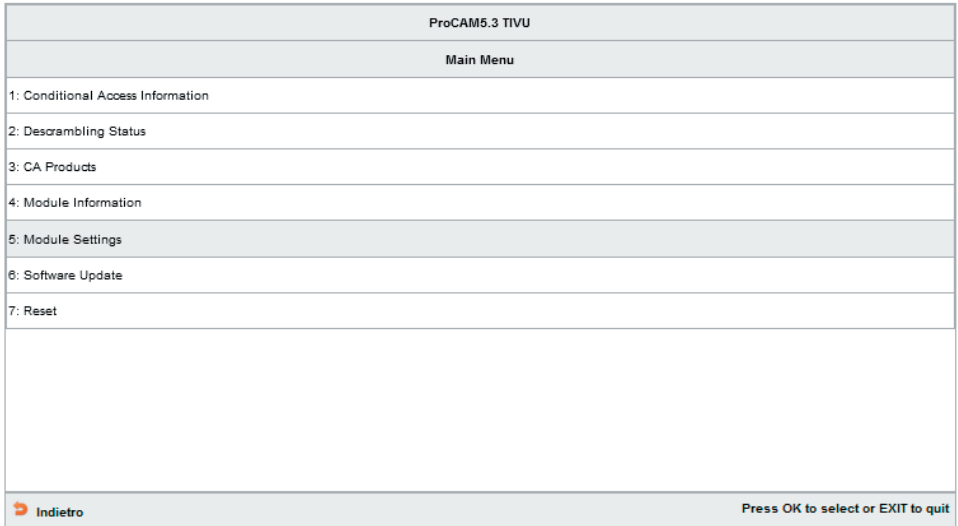 ProCAM5.3 TIVU
Main Menu
1: Conditional Access Information
2: Descrambling Status
3: CA Products
4: Module Information
5: Module Settings
6: Software Update
7: Reset
Indietro
Press OK to select or EXIT to quit